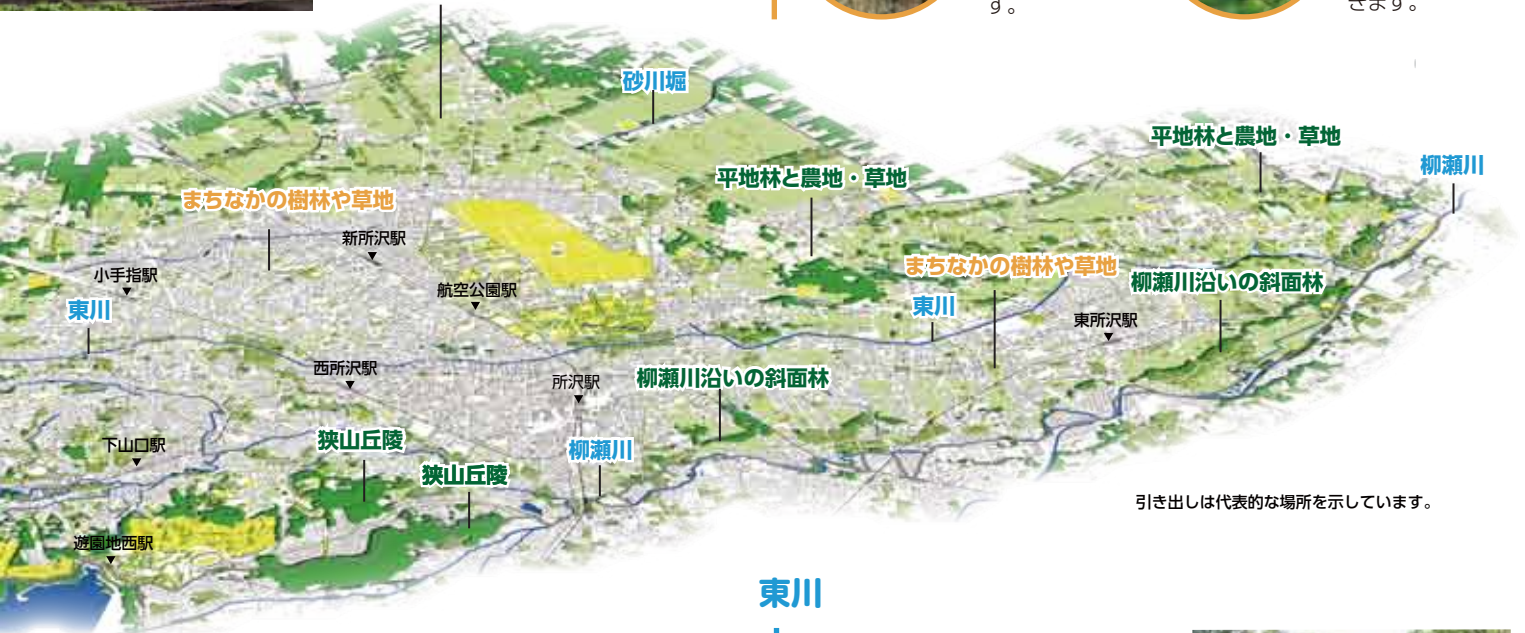 す。
きます。
砂川堀
平地林と農地・草地
柳瀬川
平地林と農地・草地
まちなかの樹林や草地
新所沢駅
小手指駅
まちなかの樹林や草地
柳瀬川沿いの斜面林
航空公園駅
東川
東川
東所沢駅
西所沢駅
所沢駅
柳瀬川沿いの斜面林
下山口駅
狭山丘陵
柳瀬川
狭山丘陵
引き出しは代表的な場所を示しています。
遊園地西駅
東川